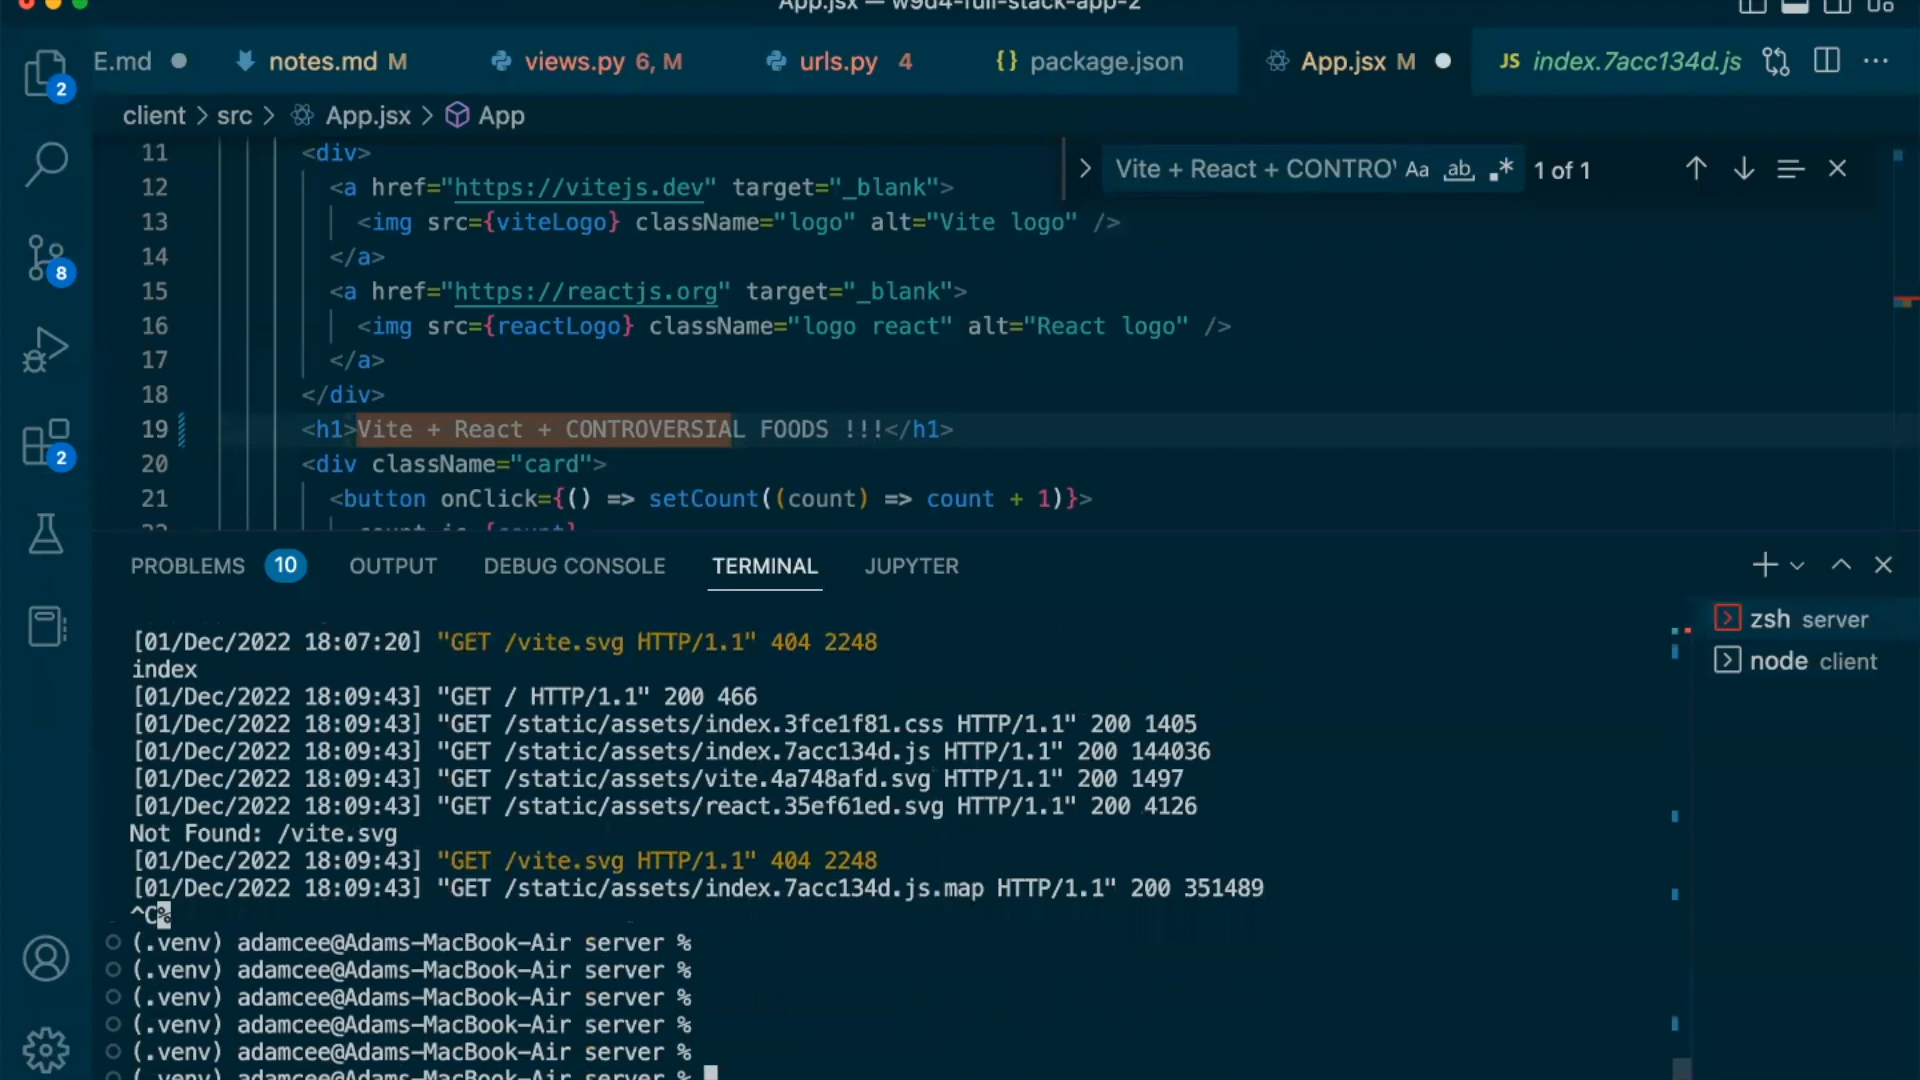 App.jsx — w9d4-full-stack-app-2
E.md
notes.md M
views.py 6, M
urls.py 4
{} package.json
App.jsx M
JS index.7acc134d.js
2
client > src > App.jsx > App
11 <div>
Vite + React + CONTRO Aa ab .* 1 of 1
12 <a href="https://vitejs.dev" target="_blank">
13 <img src={viteLogo} className="logo" alt="Vite logo" />
14 </a>
8
15 <a href="https://reactjs.org" target="_blank">
16 <img src={reactLogo} className="logo react" alt="React logo" />
17 </a>
18 </div>
19 <h1>Vite + React + CONTROVERSIAL FOODS !!!</h1>
2
20 <div className="card">
21 <button onClick={() => setCount((count) => count + 1)}>
22 count is {count}
PROBLEMS 10 OUTPUT DEBUG CONSOLE TERMINAL JUPYTER
zsh server
node client
[01/Dec/2022 18:07:20] "GET /vite.svg HTTP/1.1" 404 2248
index
[01/Dec/2022 18:09:43] "GET / HTTP/1.1" 200 466
[01/Dec/2022 18:09:43] "GET /static/assets/index.3fce1f81.css HTTP/1.1" 200 1405
[01/Dec/2022 18:09:43] "GET /static/assets/index.7acc134d.js HTTP/1.1" 200 144036
[01/Dec/2022 18:09:43] "GET /static/assets/vite.4a748afd.svg HTTP/1.1" 200 1497
[01/Dec/2022 18:09:43] "GET /static/assets/react.35ef61ed.svg HTTP/1.1" 200 4126
Not Found: /vite.svg
[01/Dec/2022 18:09:43] "GET /vite.svg HTTP/1.1" 404 2248
[01/Dec/2022 18:09:43] "GET /static/assets/index.7acc134d.js.map HTTP/1.1" 200 351489
^C%
(.venv) adamcee@Adams-MacBook-Air server %
(.venv) adamcee@Adams-MacBook-Air server %
(.venv) adamcee@Adams-MacBook-Air server %
(.venv) adamcee@Adams-MacBook-Air server %
(.venv) adamcee@Adams-MacBook-Air server %
(.venv) adamcee@Adams-MacBook-Air server %